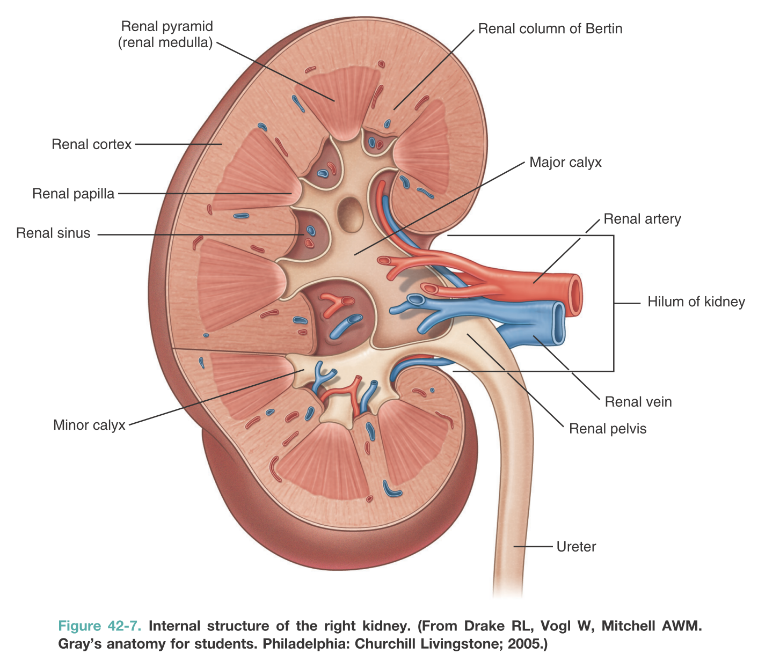 Renal pyramid
(renal medulla)
Renal column of Bertin
Renal cortex
Major calyx
Renal papilla
Renal artery
Renal sinus
Hilum of kidney
Renal vein
Minor calyx
Renal pelvis
Ureter
Figure 42-7. Internal structure of the right kidney. (From Drake RL, Vogl W, Mitchell AWM.
Gray's anatomy for students. Philadelphia: Churchill Livingstone; 2005.)